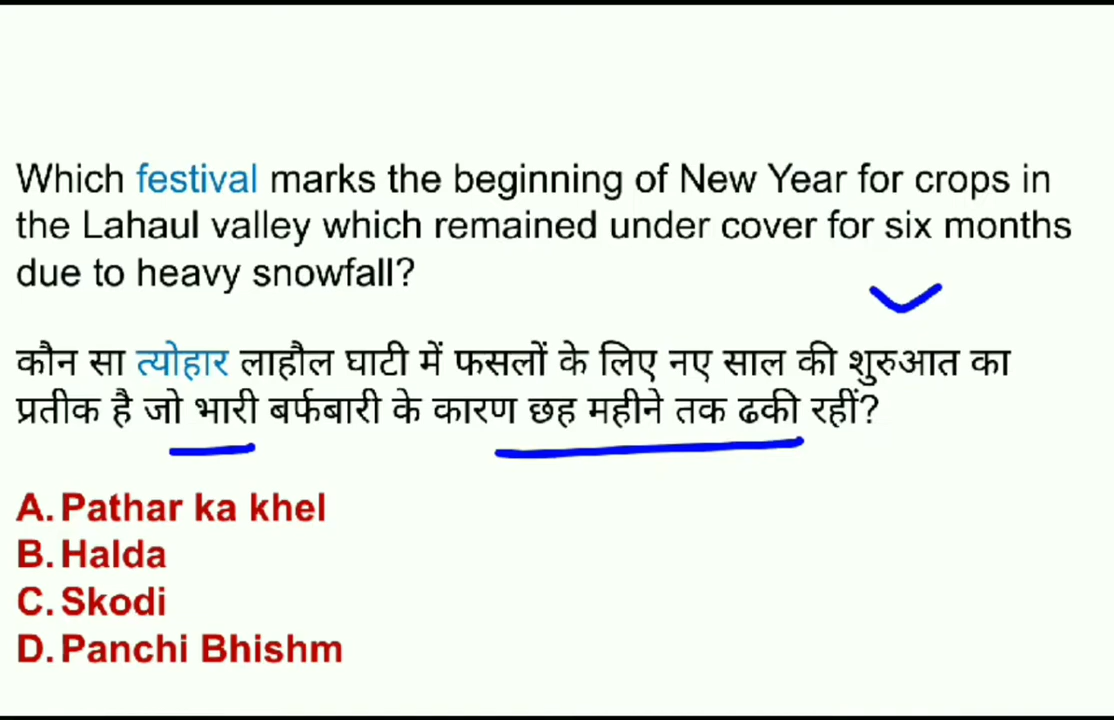 Which festival marks the beginning of New Year for crops in
the Lahaul valley which remained under cover for six months
due to heavy snowfall?
कौन सा त्योहार लाहौल घाटी में फसलों के लिए नए साल की शुरुआत का
प्रतीक है जो भारी बर्फबारी के कारण छह महीने तक ढकी रहीं?
A. Pathar ka khel
B. Halda
C. Skodi
D. Panchi Bhishm